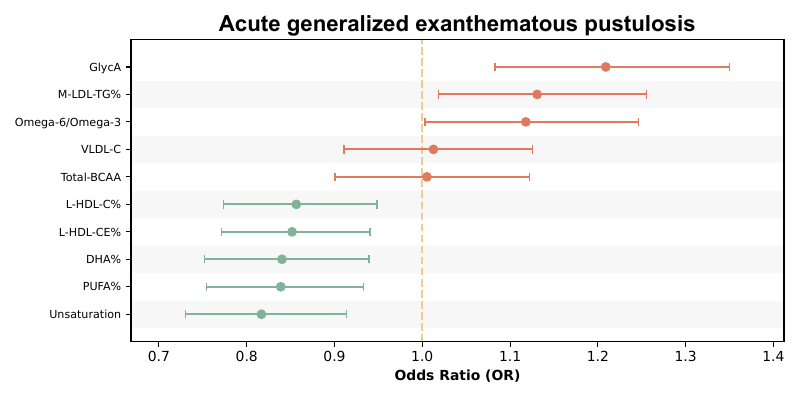 Acute generalized exanthematous pustulosis
GlycA
M-LDL-TG%
Omega-6/Omega-3
VLDL-C
Total-BCAA
L-HDL-C%
L-HDL-CE%
DHA%
PUFA%
Unsaturation
0.7 0.8 0.9 1.0 1.1 1.2 1.3 1.4
Odds Ratio (OR)